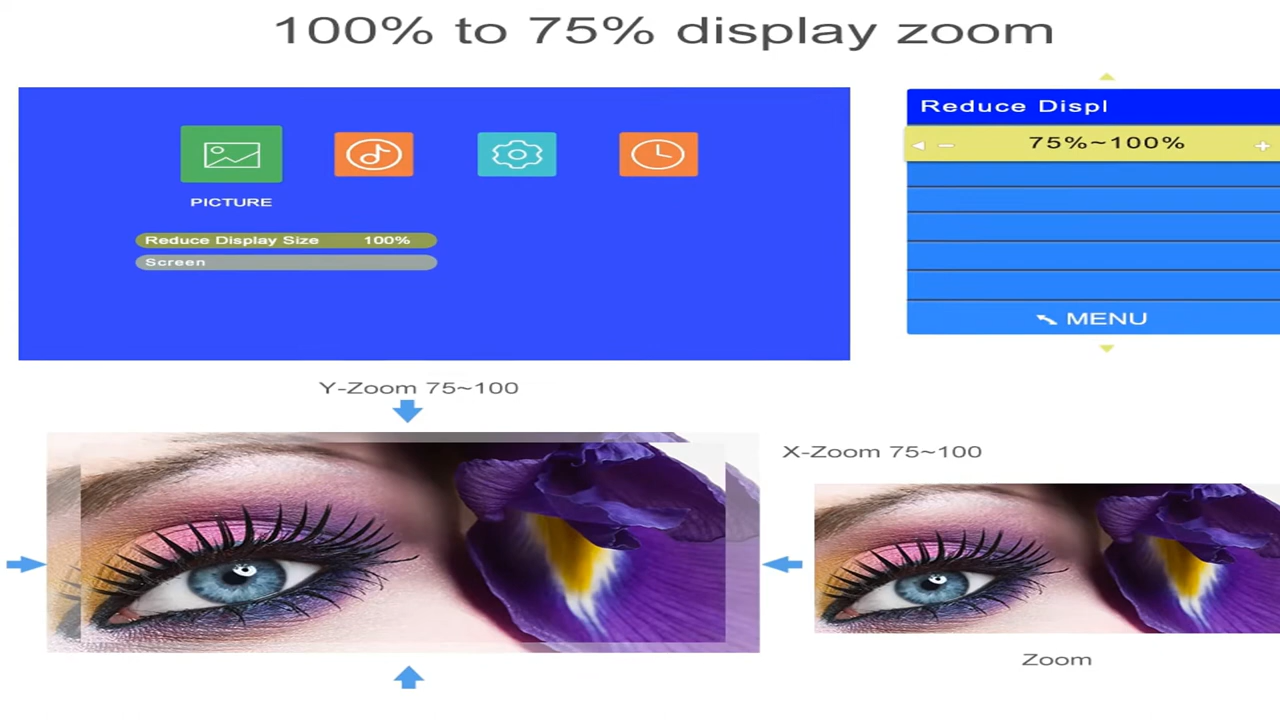 100% to 75% display zoom
PICTURE
Reduce Display Size 100%
Screen
Reduce Displ
75%~100%
MENU
Y-Zoom 75~100
X-Zoom 75~100
Zoom